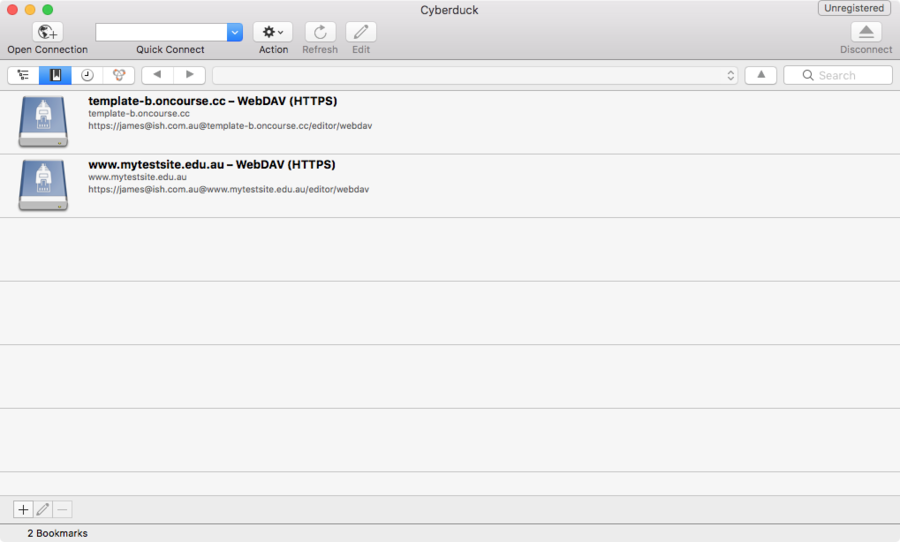 Cyberduck
Unregistered
Open Connection
Quick Connect
Action
Refresh
Edit
Disconnect
Search
template-b.oncourse.cc – WebDAV (HTTPS)
template-b.oncourse.cc
https://james@ish.com.au@template-b.oncourse.cc/editor/webdav
www.mytestsite.edu.au – WebDAV (HTTPS)
www.mytestsite.edu.au
https://james@ish.com.au@www.mytestsite.edu.au/editor/webdav
2 Bookmarks